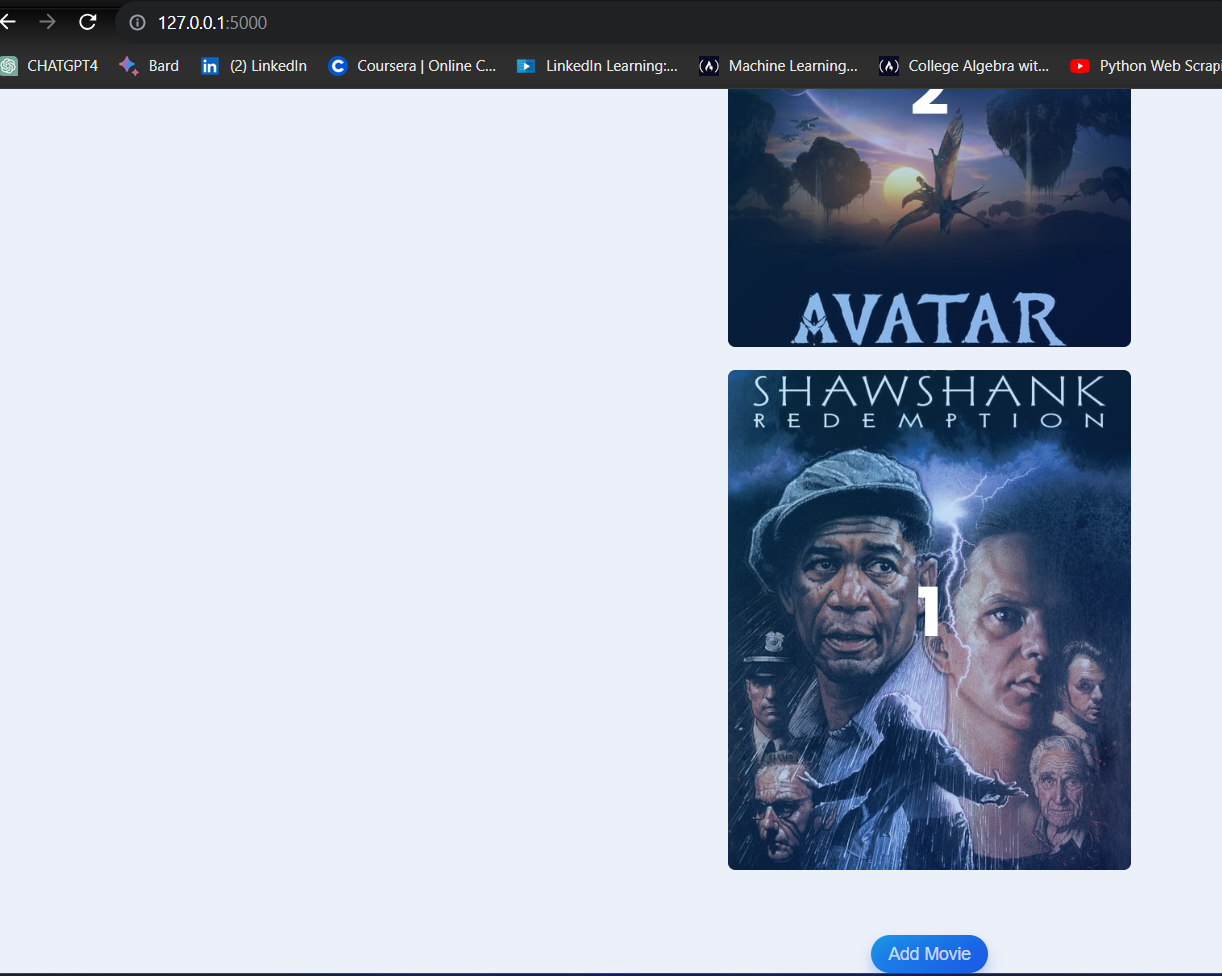 127.0.0.1:5000
CHATGPT4 Bard (2) LinkedIn Coursera | Online C... LinkedIn Learning:... Machine Learning... College Algebra wit... Python Web Scrapi
2
AVATAR
SHAWSHANK
REDEMPTION
1
Add Movie